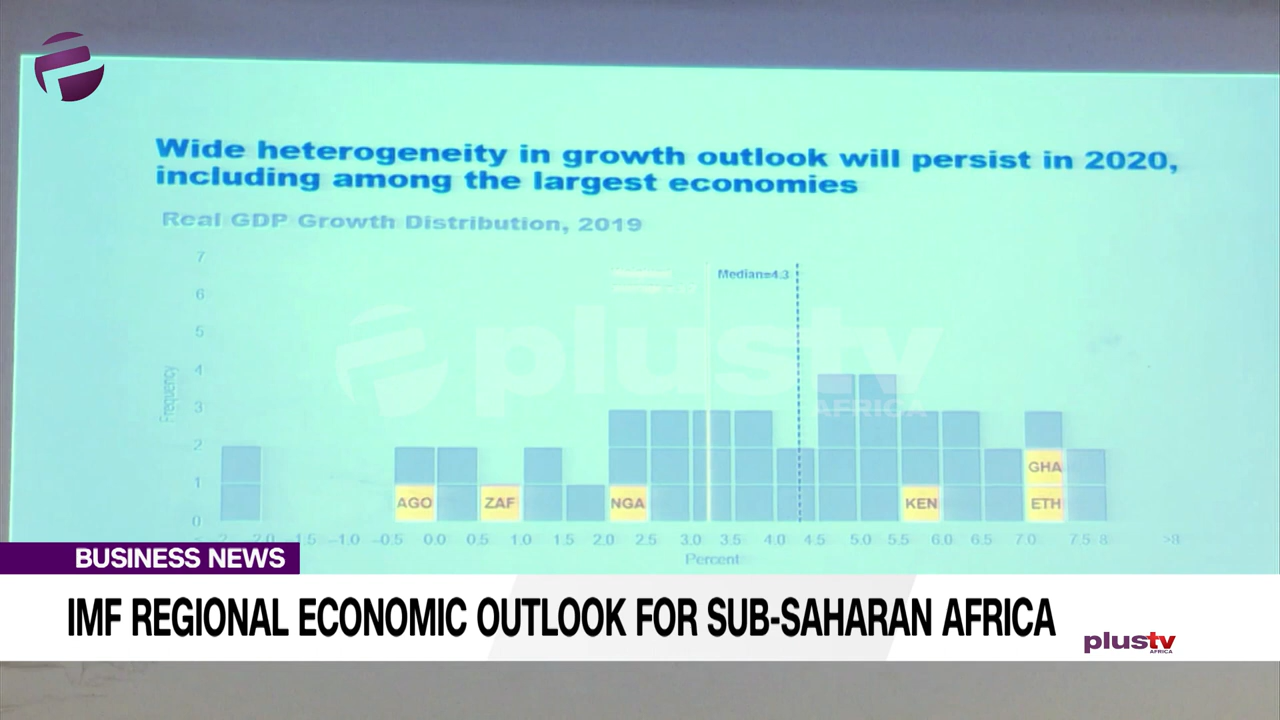 Wide heterogeneity in growth outlook will persist in 2020,
including among the largest economies
Real GDP Growth Distribution, 2019
7
6
5
4
3
2
1
0
Frequency
Median=4.3
plustv
AFRICA
AGO
ZAF
NGA
KEN
GHA
ETH
2.0 1.5 –1.0 –0.5 0.0 0.5 1.0 1.5 2.0 2.5 3.0 3.5 4.0 4.5 5.0 5.5 6.0 6.5 7.0 7.5 8 >8
Percent
BUSINESS NEWS
IMF REGIONAL ECONOMIC OUTLOOK FOR SUB-SAHARAN AFRICA
plustv
AFRICA